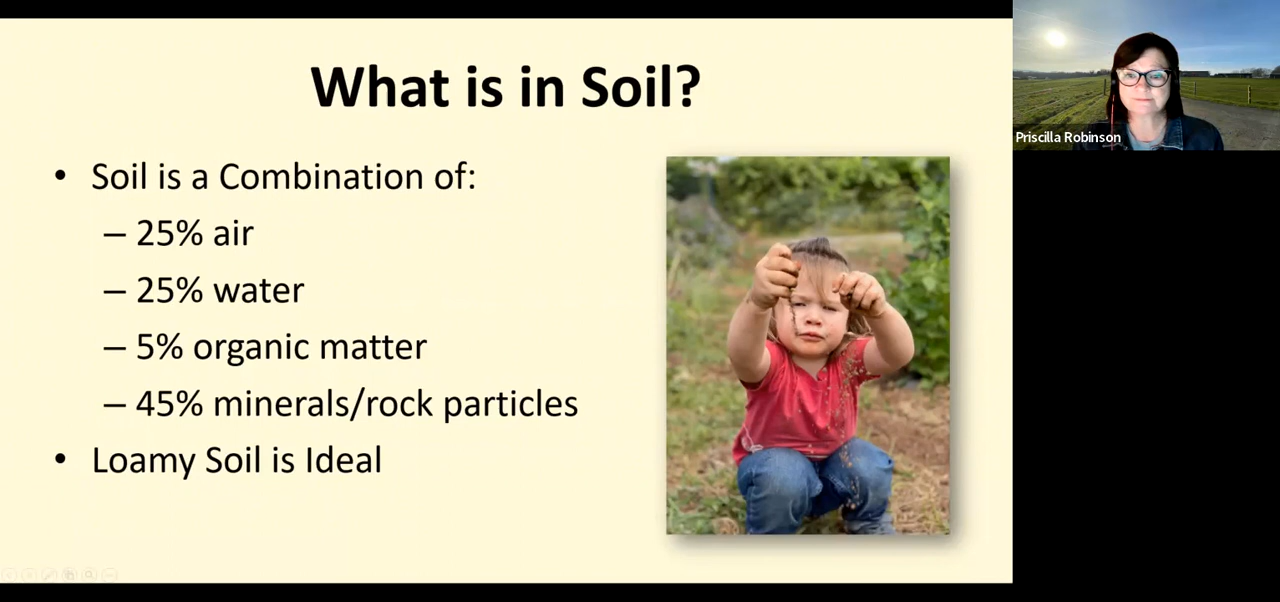 What is in Soil?
• Soil is a Combination of:
– 25% air
– 25% water
– 5% organic matter
– 45% minerals/rock particles
• Loamy Soil is Ideal
Priscilla Robinson